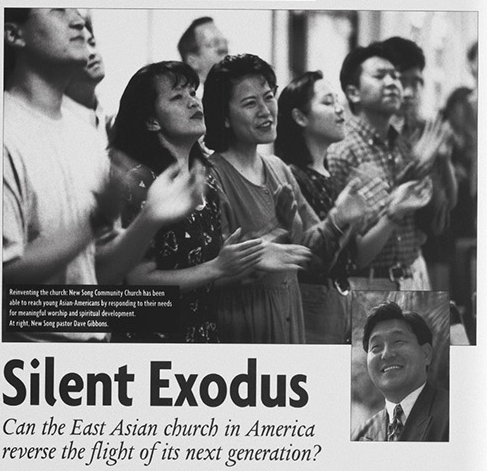 Reinventing the church: New Song Community Church has been
able to reach young Asian-Americans by responding to their needs
for meaningful worship and spiritual development.
At right, New Song pastor Dave Gibbons.
Silent Exodus
Can the East Asian church in America
reverse the flight of its next generation?